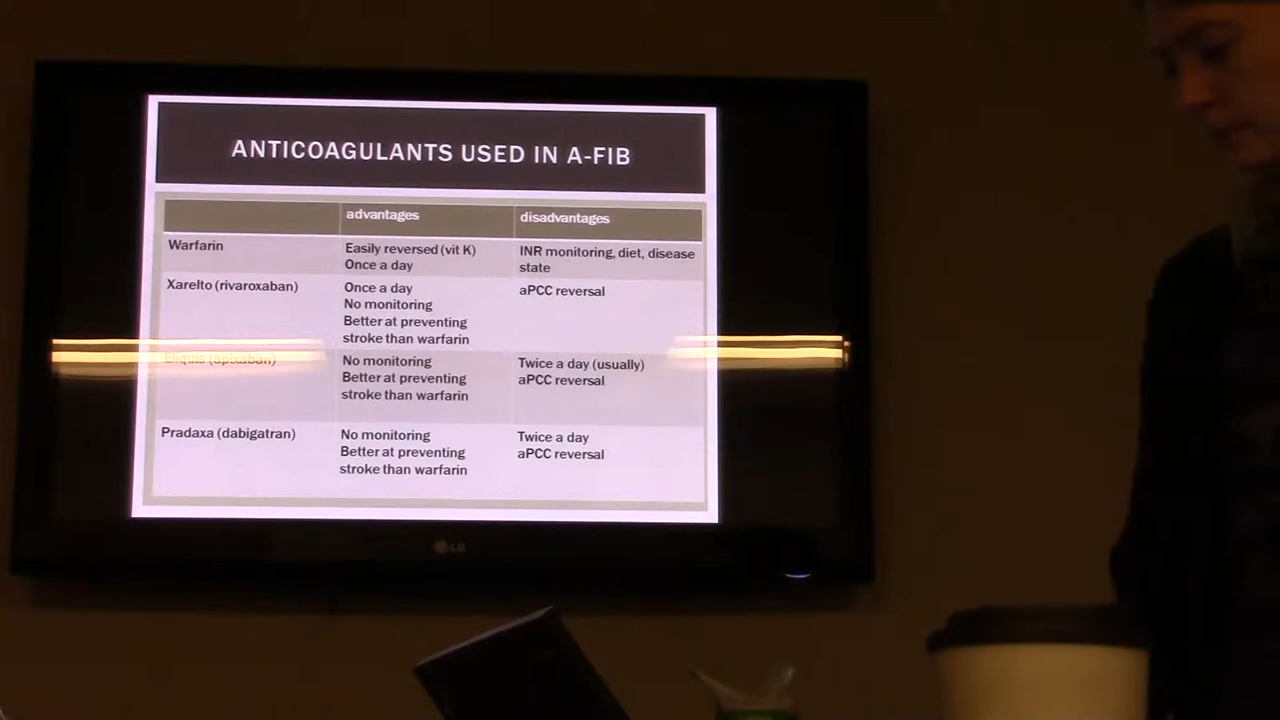 ANTICOAGULANTS USED IN A-FIB
advantages
disadvantages
Warfarin
Easily reversed (vit K)
Once a day
INR monitoring, diet, disease
state
Xarelto (rivaroxaban)
Once a day
No monitoring
Better at preventing
stroke than warfarin
aPCC reversal
Eliquis (apixaban)
No monitoring
Better at preventing
stroke than warfarin
Twice a day (usually)
aPCC reversal
Pradaxa (dabigatran)
No monitoring
Better at preventing
stroke than warfarin
Twice a day
aPCC reversal
LG